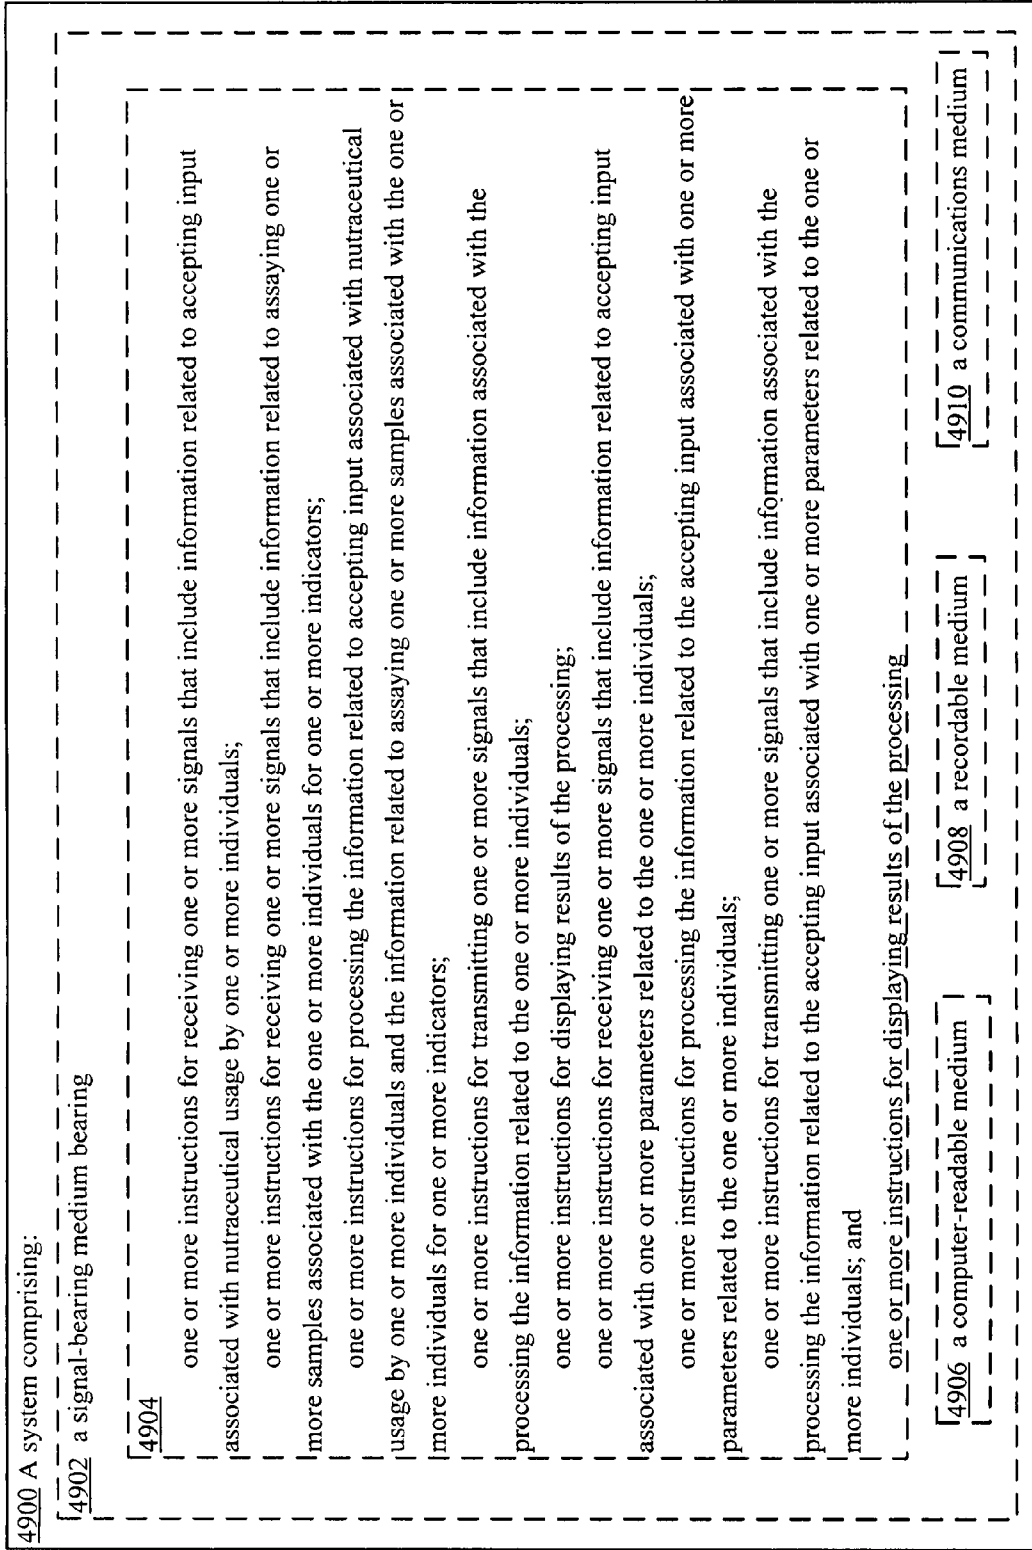 4900 A system comprising:
4902 a signal-bearing medium bearing
4904
one or more instructions for receiving one or more signals that include information related to accepting input
associated with nutraceutical usage by one or more individuals;
one or more instructions for receiving one or more signals that include information related to assaying one or
more samples associated with the one or more individuals for one or more indicators;
one or more instructions for processing the information related to accepting input associated with nutraceutical
usage by one or more individuals and the information related to assaying one or more samples associated with the one or
more individuals for one or more indicators;
one or more instructions for transmitting one or more signals that include information associated with the
processing the information related to the one or more individuals;
one or more instructions for displaying results of the processing;
one or more instructions for receiving one or more signals that include information related to accepting input
associated with one or more parameters related to the one or more individuals;
one or more instructions for processing the information related to the accepting input associated with one or more
parameters related to the one or more individuals;
one or more instructions for transmitting one or more signals that include information associated with the
processing the information related to the accepting input associated with one or more parameters related to the one or
more individuals; and
one or more instructions for displaying results of the processing
4906 a computer-readable medium
4908 a recordable medium
4910 a communications medium